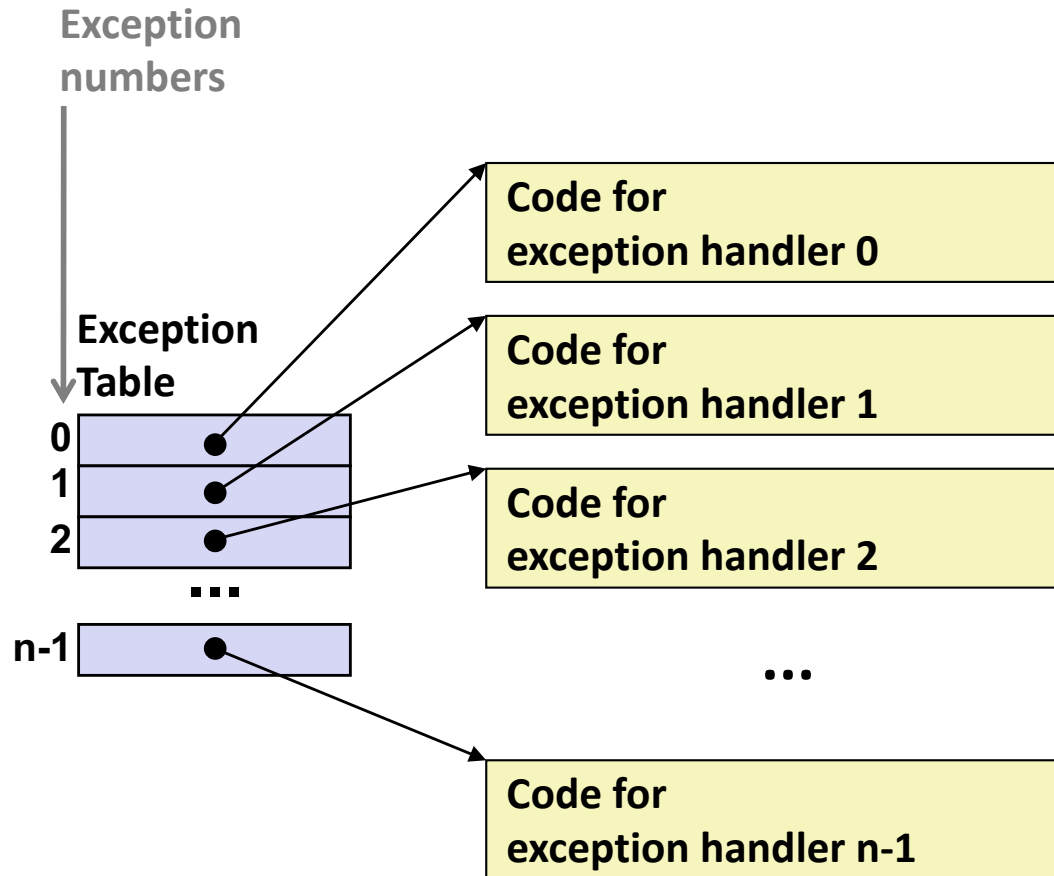 Exception
numbers
Exception
Table
0
1
2
...
n-1
Code for
exception handler 0
Code for
exception handler 1
Code for
exception handler 2
...
Code for
exception handler n-1